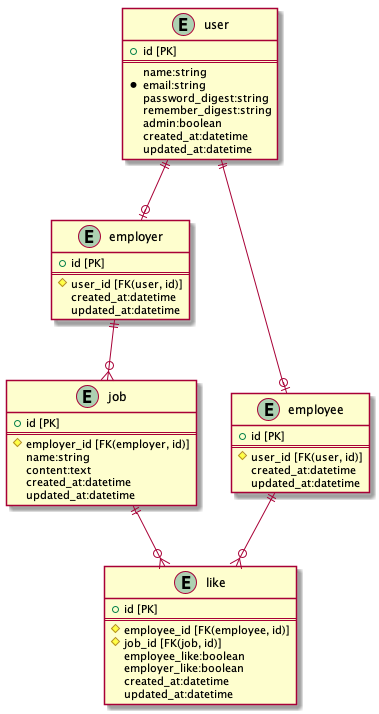 E user
id [PK]
name:string
email:string
password_digest:string
remember_digest:string
admin:boolean
created_at:datetime
updated_at:datetime
E employer
id [PK]
user_id [FK(user, id)]
created_at:datetime
updated_at:datetime
E job
id [PK]
employer_id [FK(employer, id)]
name:string
content:text
created_at:datetime
updated_at:datetime
E employee
id [PK]
user_id [FK(user, id)]
created_at:datetime
updated_at:datetime
E like
id [PK]
employee_id [FK(employee, id)]
job_id [FK(job, id)]
employee_like:boolean
employer_like:boolean
created_at:datetime
updated_at:datetime